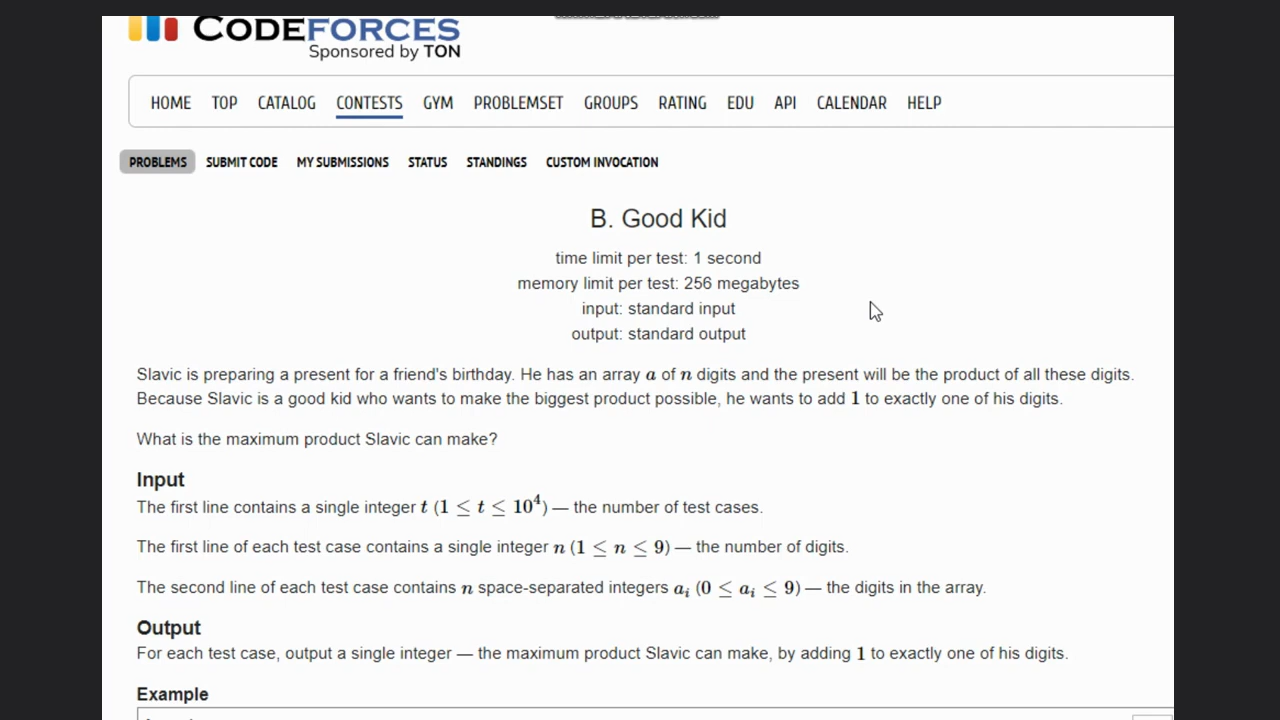 CODEFORCES
Sponsored by TON
HOME TOP CATALOG CONTESTS GYM PROBLEMSET GROUPS RATING EDU API CALENDAR HELP
PROBLEMS SUBMIT CODE MY SUBMISSIONS STATUS STANDINGS CUSTOM INVOCATION
B. Good Kid
time limit per test: 1 second
memory limit per test: 256 megabytes
input: standard input
output: standard output
Slavic is preparing a present for a friend's birthday. He has an array a of n digits and the present will be the product of all these digits.
Because Slavic is a good kid who wants to make the biggest product possible, he wants to add 1 to exactly one of his digits.
What is the maximum product Slavic can make?
Input
The first line contains a single integer t (1 ≤ t ≤ 10⁴) — the number of test cases.
The first line of each test case contains a single integer n (1 ≤ n ≤ 9) — the number of digits.
The second line of each test case contains n space-separated integers aᵢ (0 ≤ aᵢ ≤ 9) — the digits in the array.
Output
For each test case, output a single integer — the maximum product Slavic can make, by adding 1 to exactly one of his digits.
Example